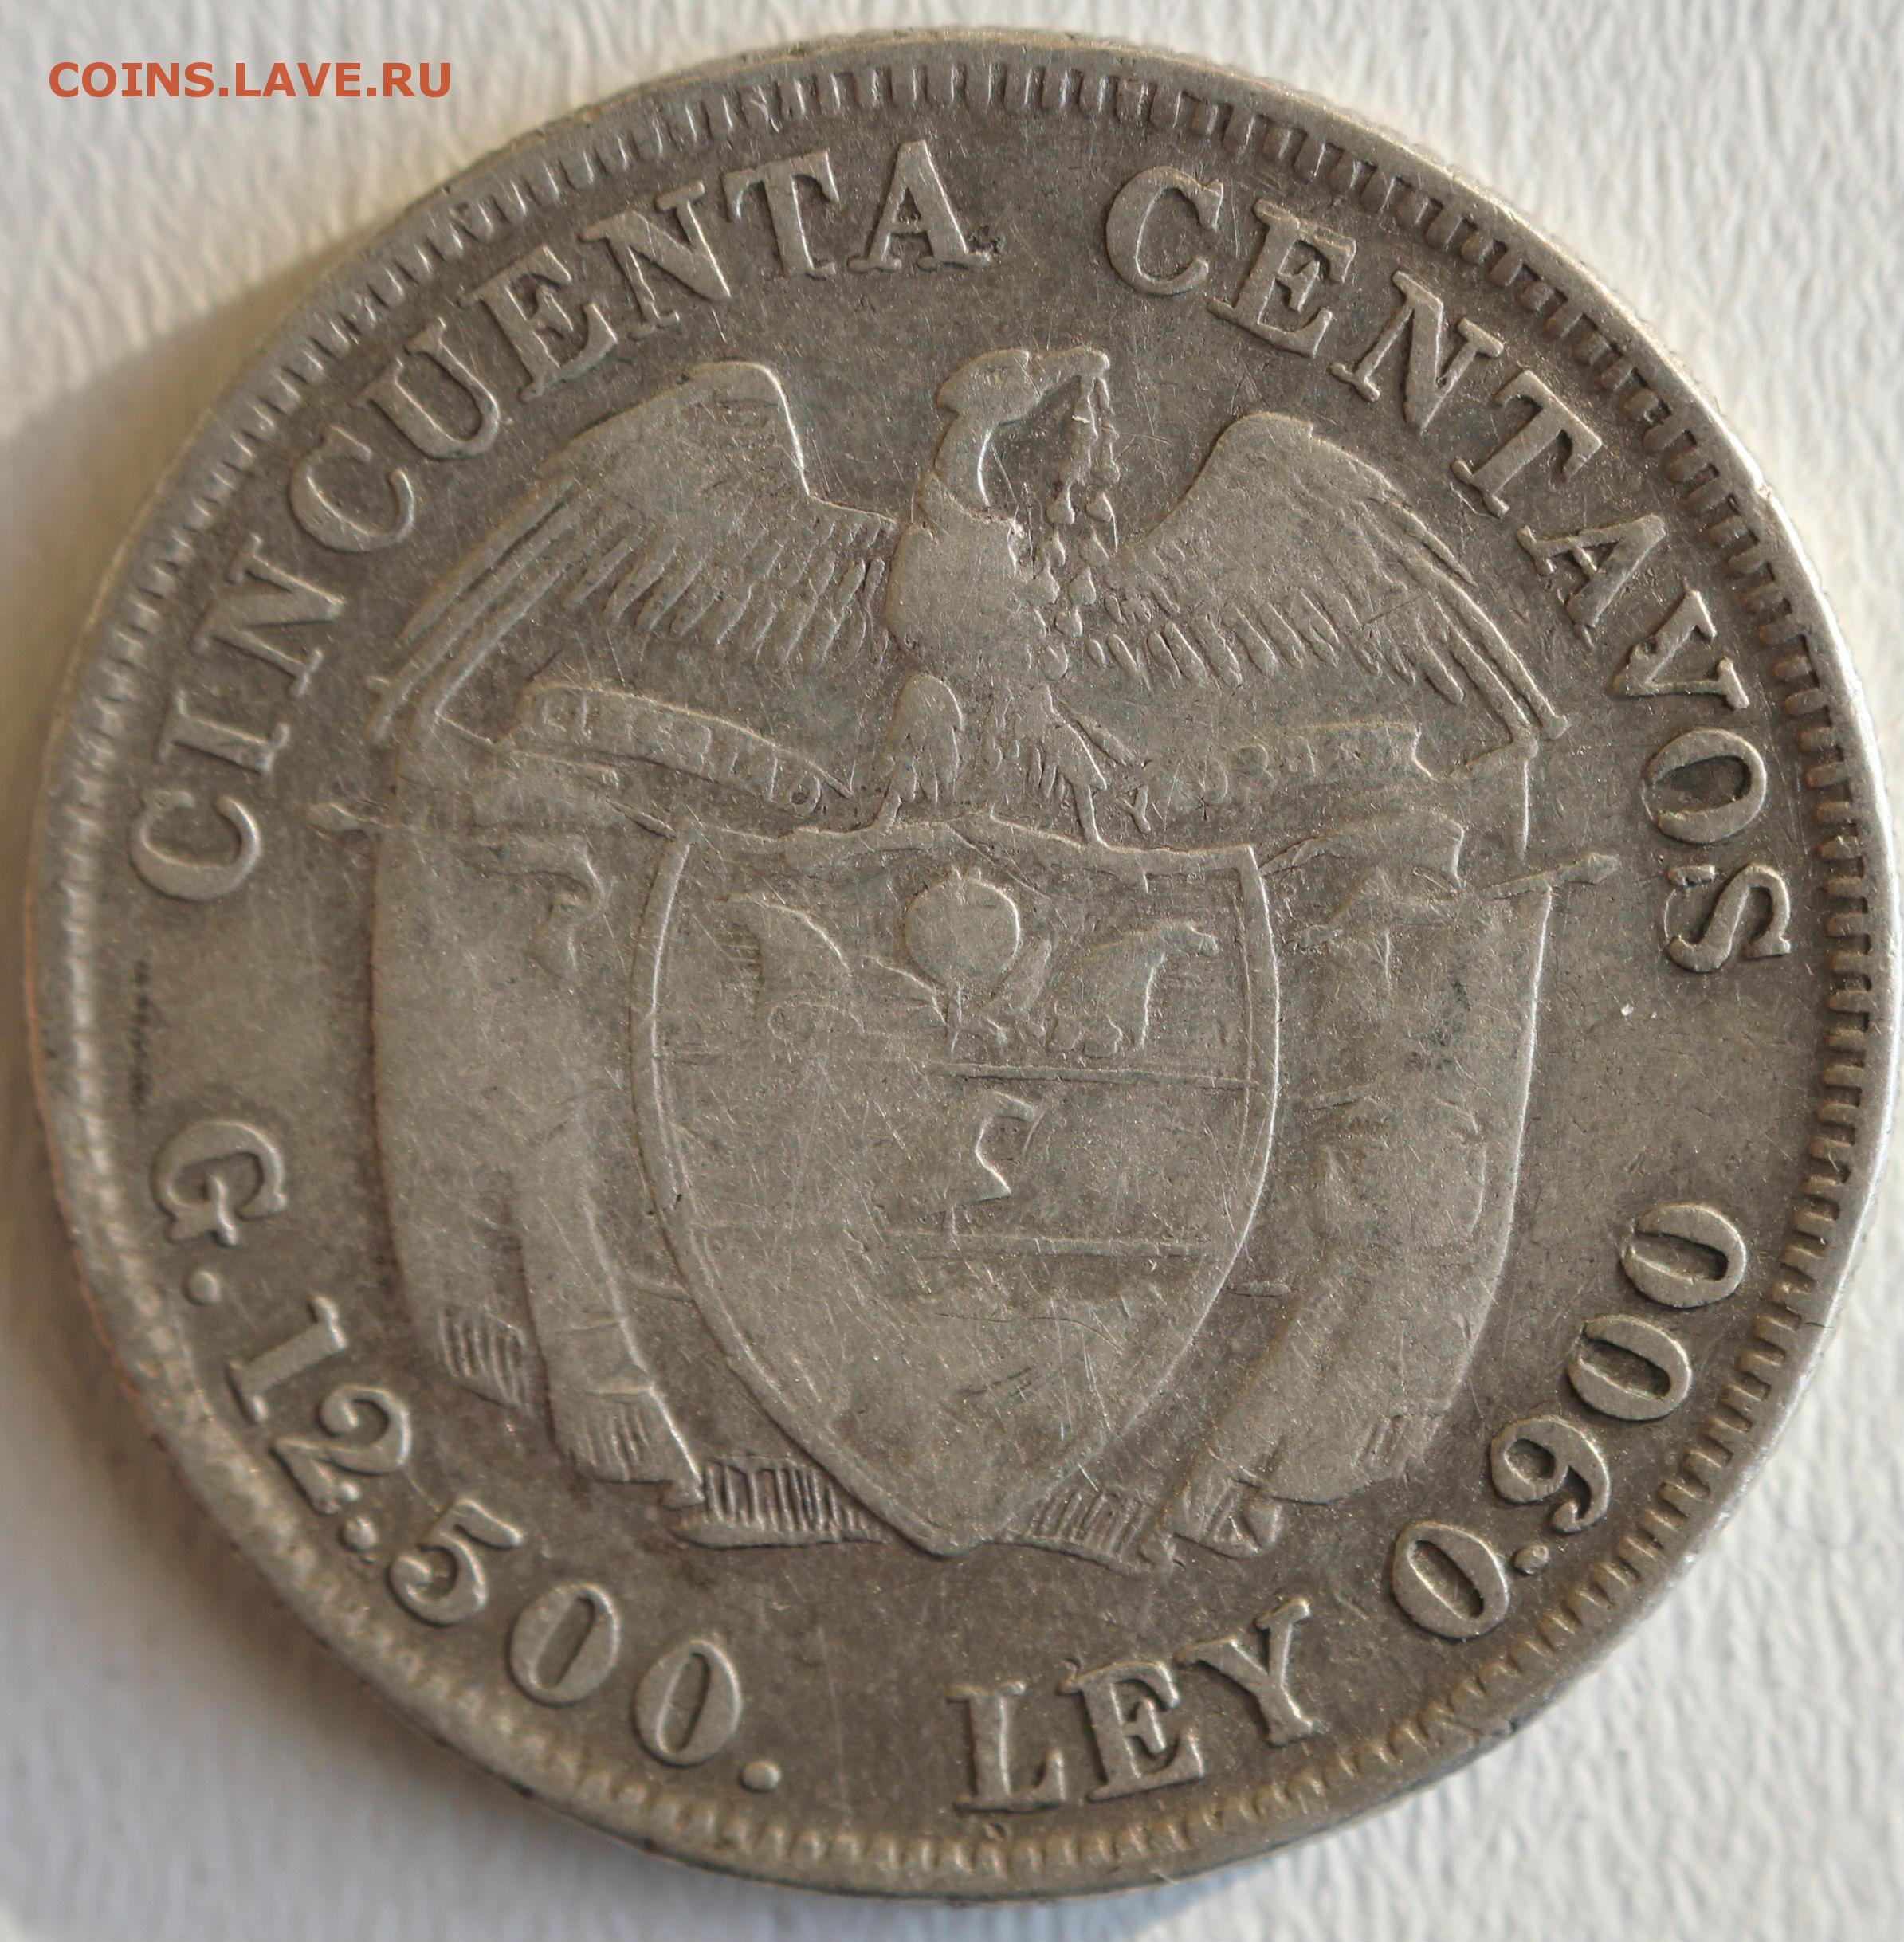 COINS.LAVE.RU
CINCUENTA CENTAVOS
G. 12.500. LEY 0.900